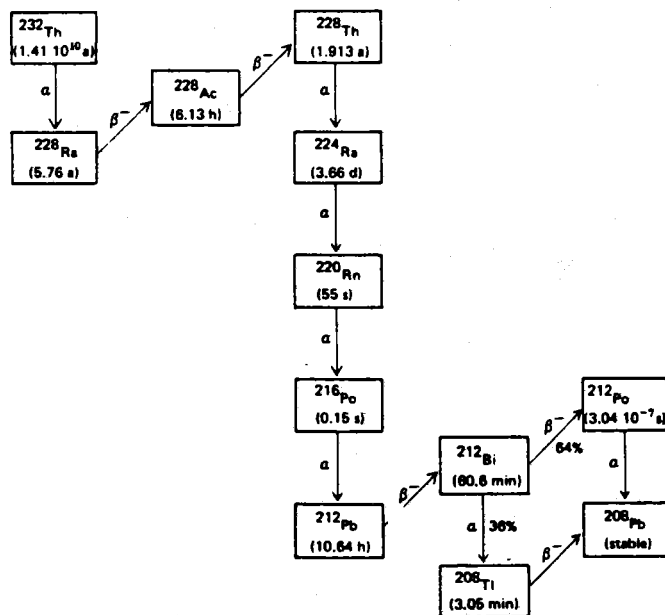 232Th
(1.41 10^10 a)
α
228Ra
(5.76 a)
β−
228Ac
(6.13 h)
β−
228Th
(1.913 a)
α
224Ra
(3.66 d)
α
220Rn
(55 s)
α
216Po
(0.15 s)
α
212Pb
(10.64 h)
β−
212Bi
(60.6 min)
β−
64%
212Po
(3.04 10^-7 s)
α
208Pb
(stable)
α 36%
208Tl
(3.05 min)
β−